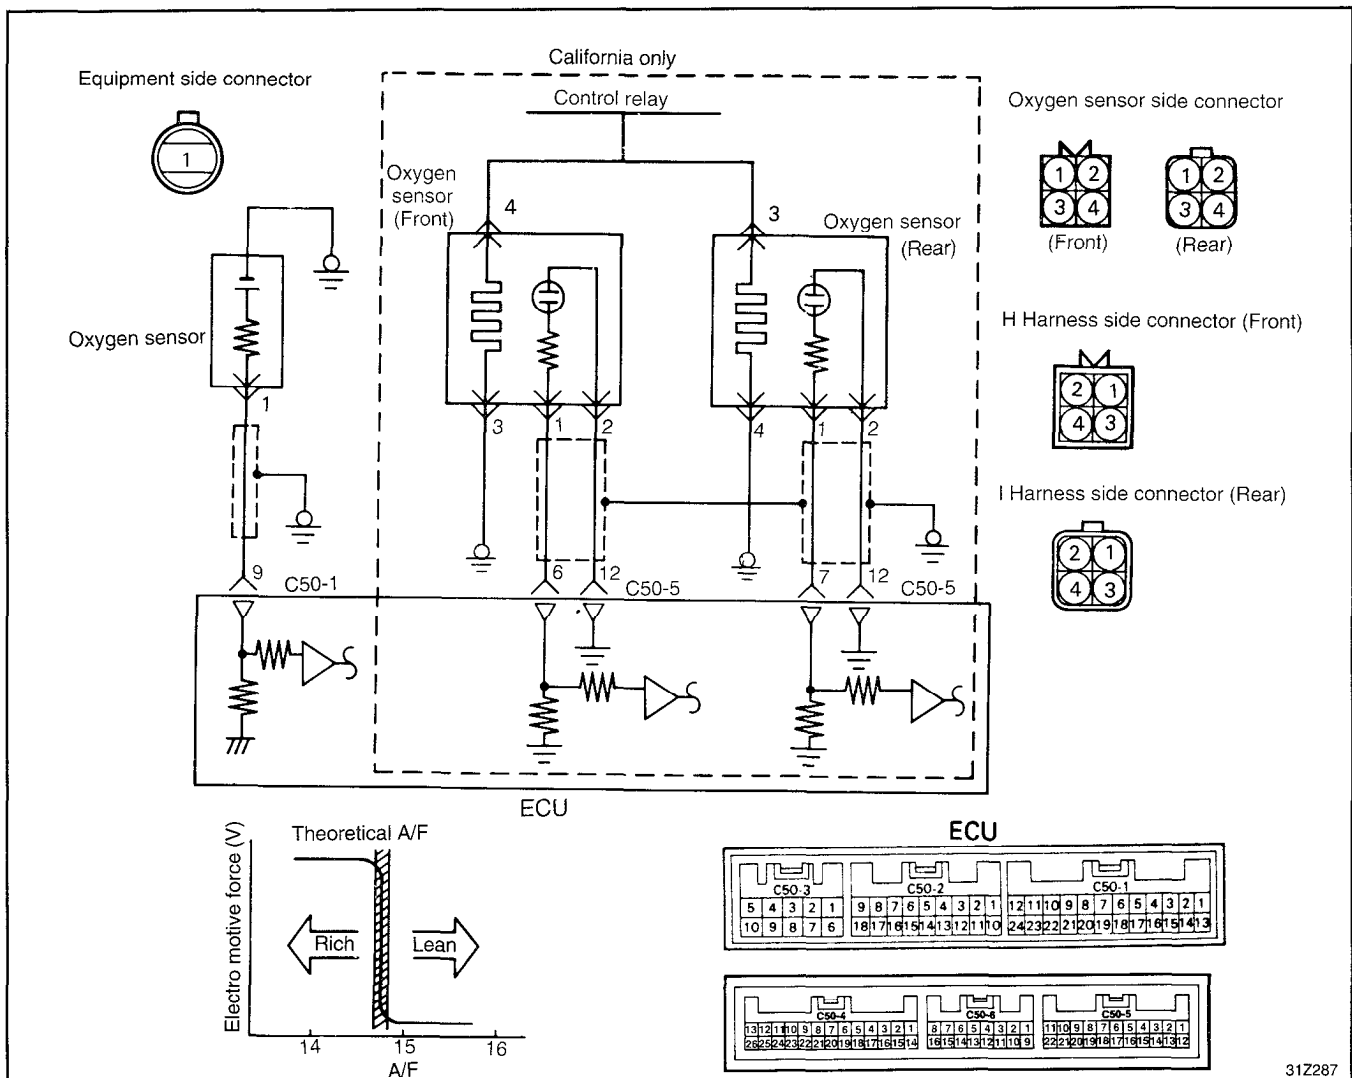 California only
Equipment side connector
1
Control relay
Oxygen sensor side connector
Oxygen
sensor
(Front)
4
3
Oxygen sensor
(Rear)
1 2
3 4
(Front)
1 2
3 4
(Rear)
Oxygen sensor
H Harness side connector (Front)
2 1
4 3
1
3
1
2
4
1
2
I Harness side connector (Rear)
2 1
4 3
9
C50-1
6
12
C50-5
7
12
C50-5
ECU
Theoretical A/F
Electro motive force (V)
Rich
Lean
14
15
16
A/F
ECU
C50-3
5 4 3 2 1
10 9 8 7 6
C50-2
9 8 7 6 5 4 3 2 1
18 17 16 15 14 13 12 11 10
C50-1
12 11 10 9 8 7 6 5 4 3 2 1
24 23 22 21 20 19 18 17 16 15 14 13
C50-4
13 12 11 10 9 8 7 6 5 4 3 2 1
26 25 24 23 22 21 20 19 18 17 16 15 14
C50-6
8 7 6 5 4 3 2 1
16 15 14 13 12 11 10 9
C50-5
11 10 9 8 7 6 5 4 3 2 1
22 21 20 19 18 17 16 15 14 13 12
31Z287